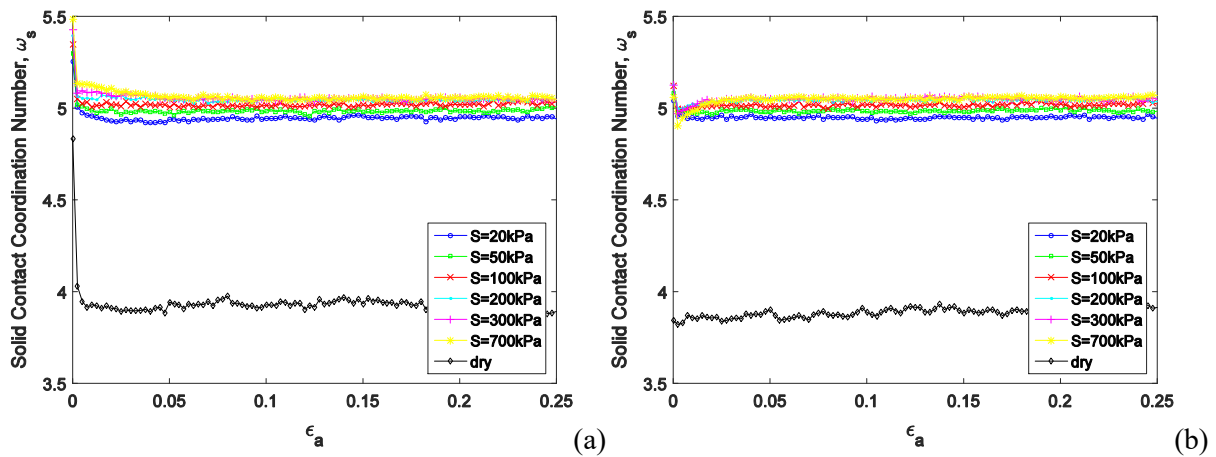 5.5
5
4.5
4
3.5
Solid Contact Coordination Number, ω_s
S=20kPa
S=50kPa
S=100kPa
S=200kPa
S=300kPa
S=700kPa
dry
0 0.05 0.1 0.15 0.2 0.25
ϵ_a
(a)
5.5
5
4.5
4
3.5
Solid Contact Coordination Number, ω_s
S=20kPa
S=50kPa
S=100kPa
S=200kPa
S=300kPa
S=700kPa
dry
0 0.05 0.1 0.15 0.2 0.25
ϵ_a
(b)